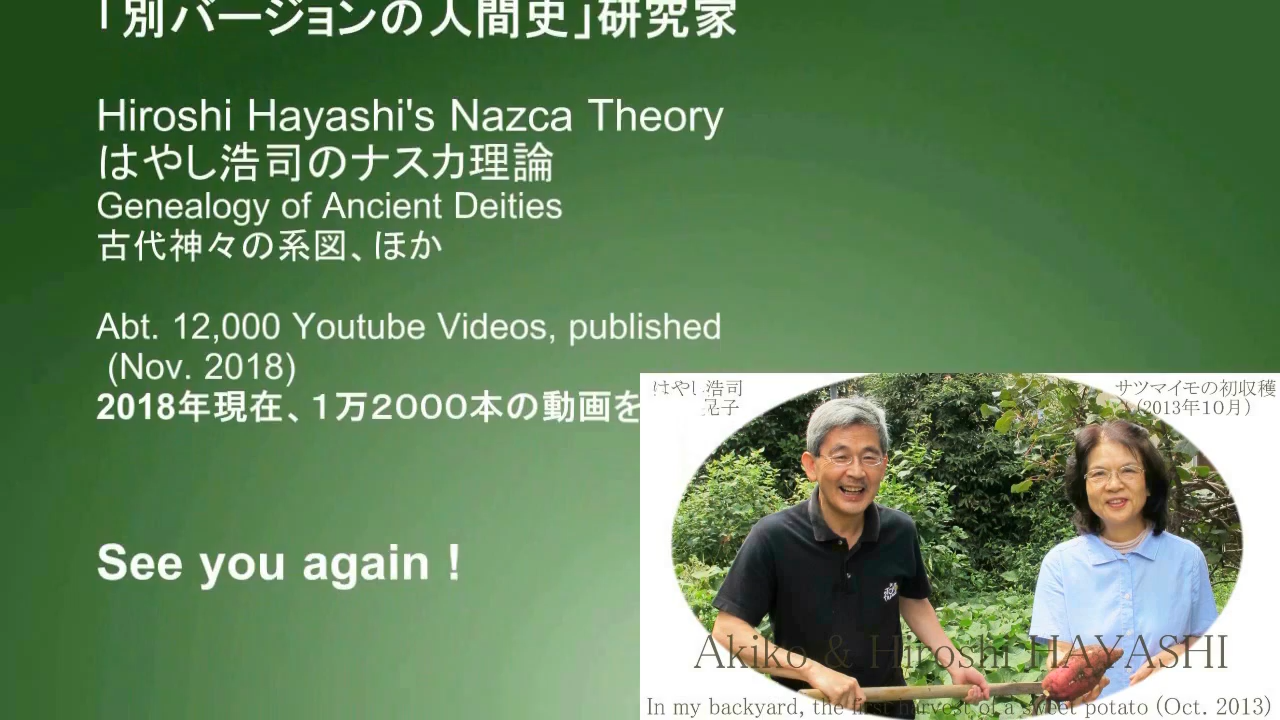 「別バージョンの人間史」研究家
Hiroshi Hayashi's Nazca Theory
はやし浩司のナスカ理論
Genealogy of Ancient Deities
古代神々の系図、ほか
Abt. 12,000 Youtube Videos, published
(Nov. 2018)
2018年現在、１万２０００本の動画を
See you again !
はやし浩司
サツマイモの初収穫
(2013年10月)
Akiko & Hiroshi HAYASHI
In my backyard, the first harvest of a sweet potato (Oct. 2013)